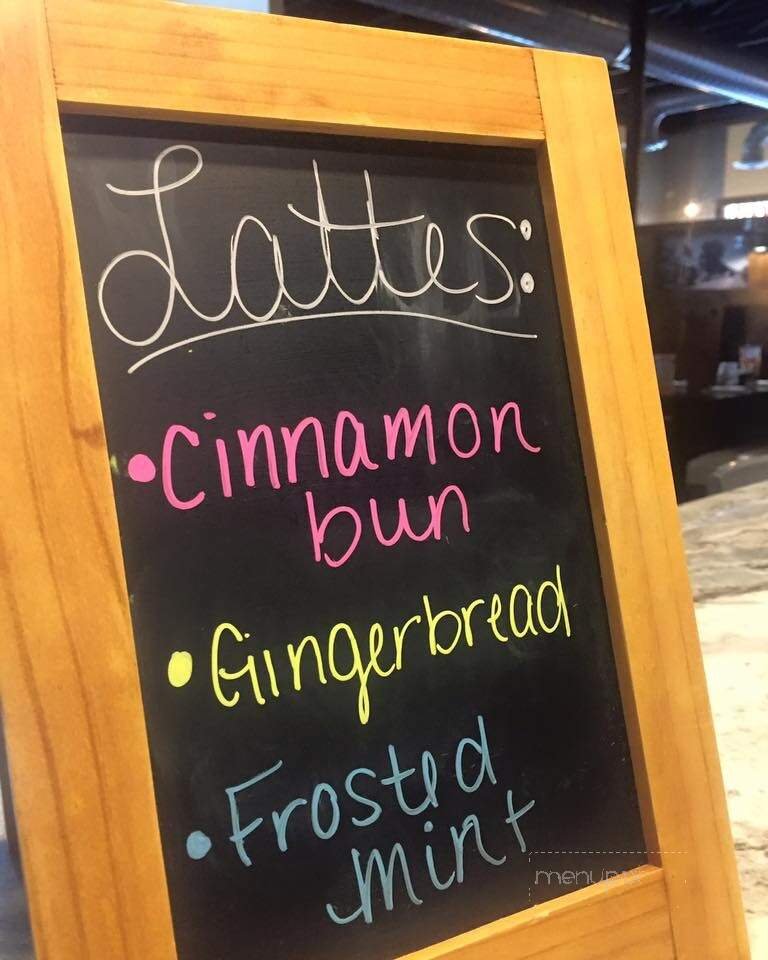 Lattes:
• Cinnamon
bun
• Gingerbread
• Frosted
mint